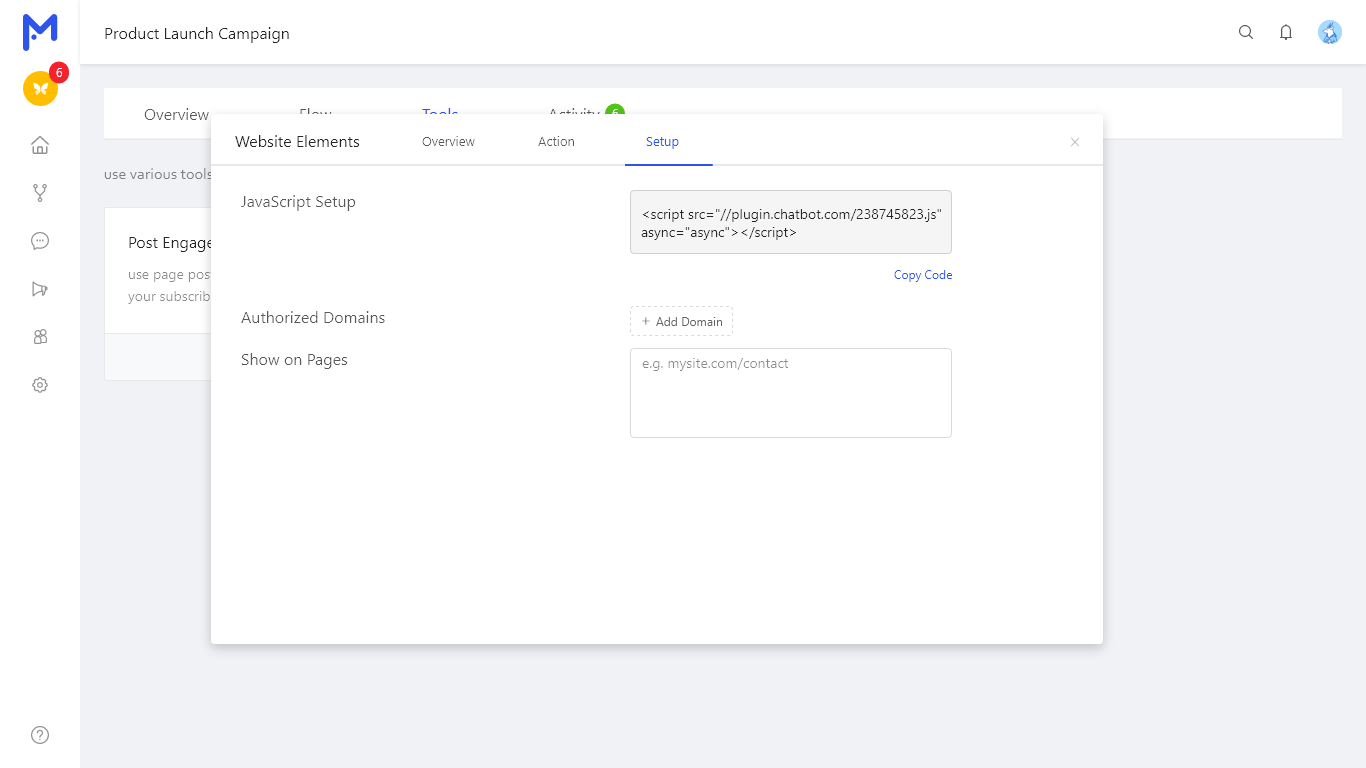 Product Launch Campaign
6
Overview
Flow
Tools
Activity 6
Website Elements
Overview
Action
Setup
use various tools
JavaScript Setup
<script src="//plugin.chatbot.com/238745823.js"
async="async"></script>
Copy Code
Post Engage
use page pos
your subscrib
Authorized Domains
+ Add Domain
Show on Pages
e.g. mysite.com/contact